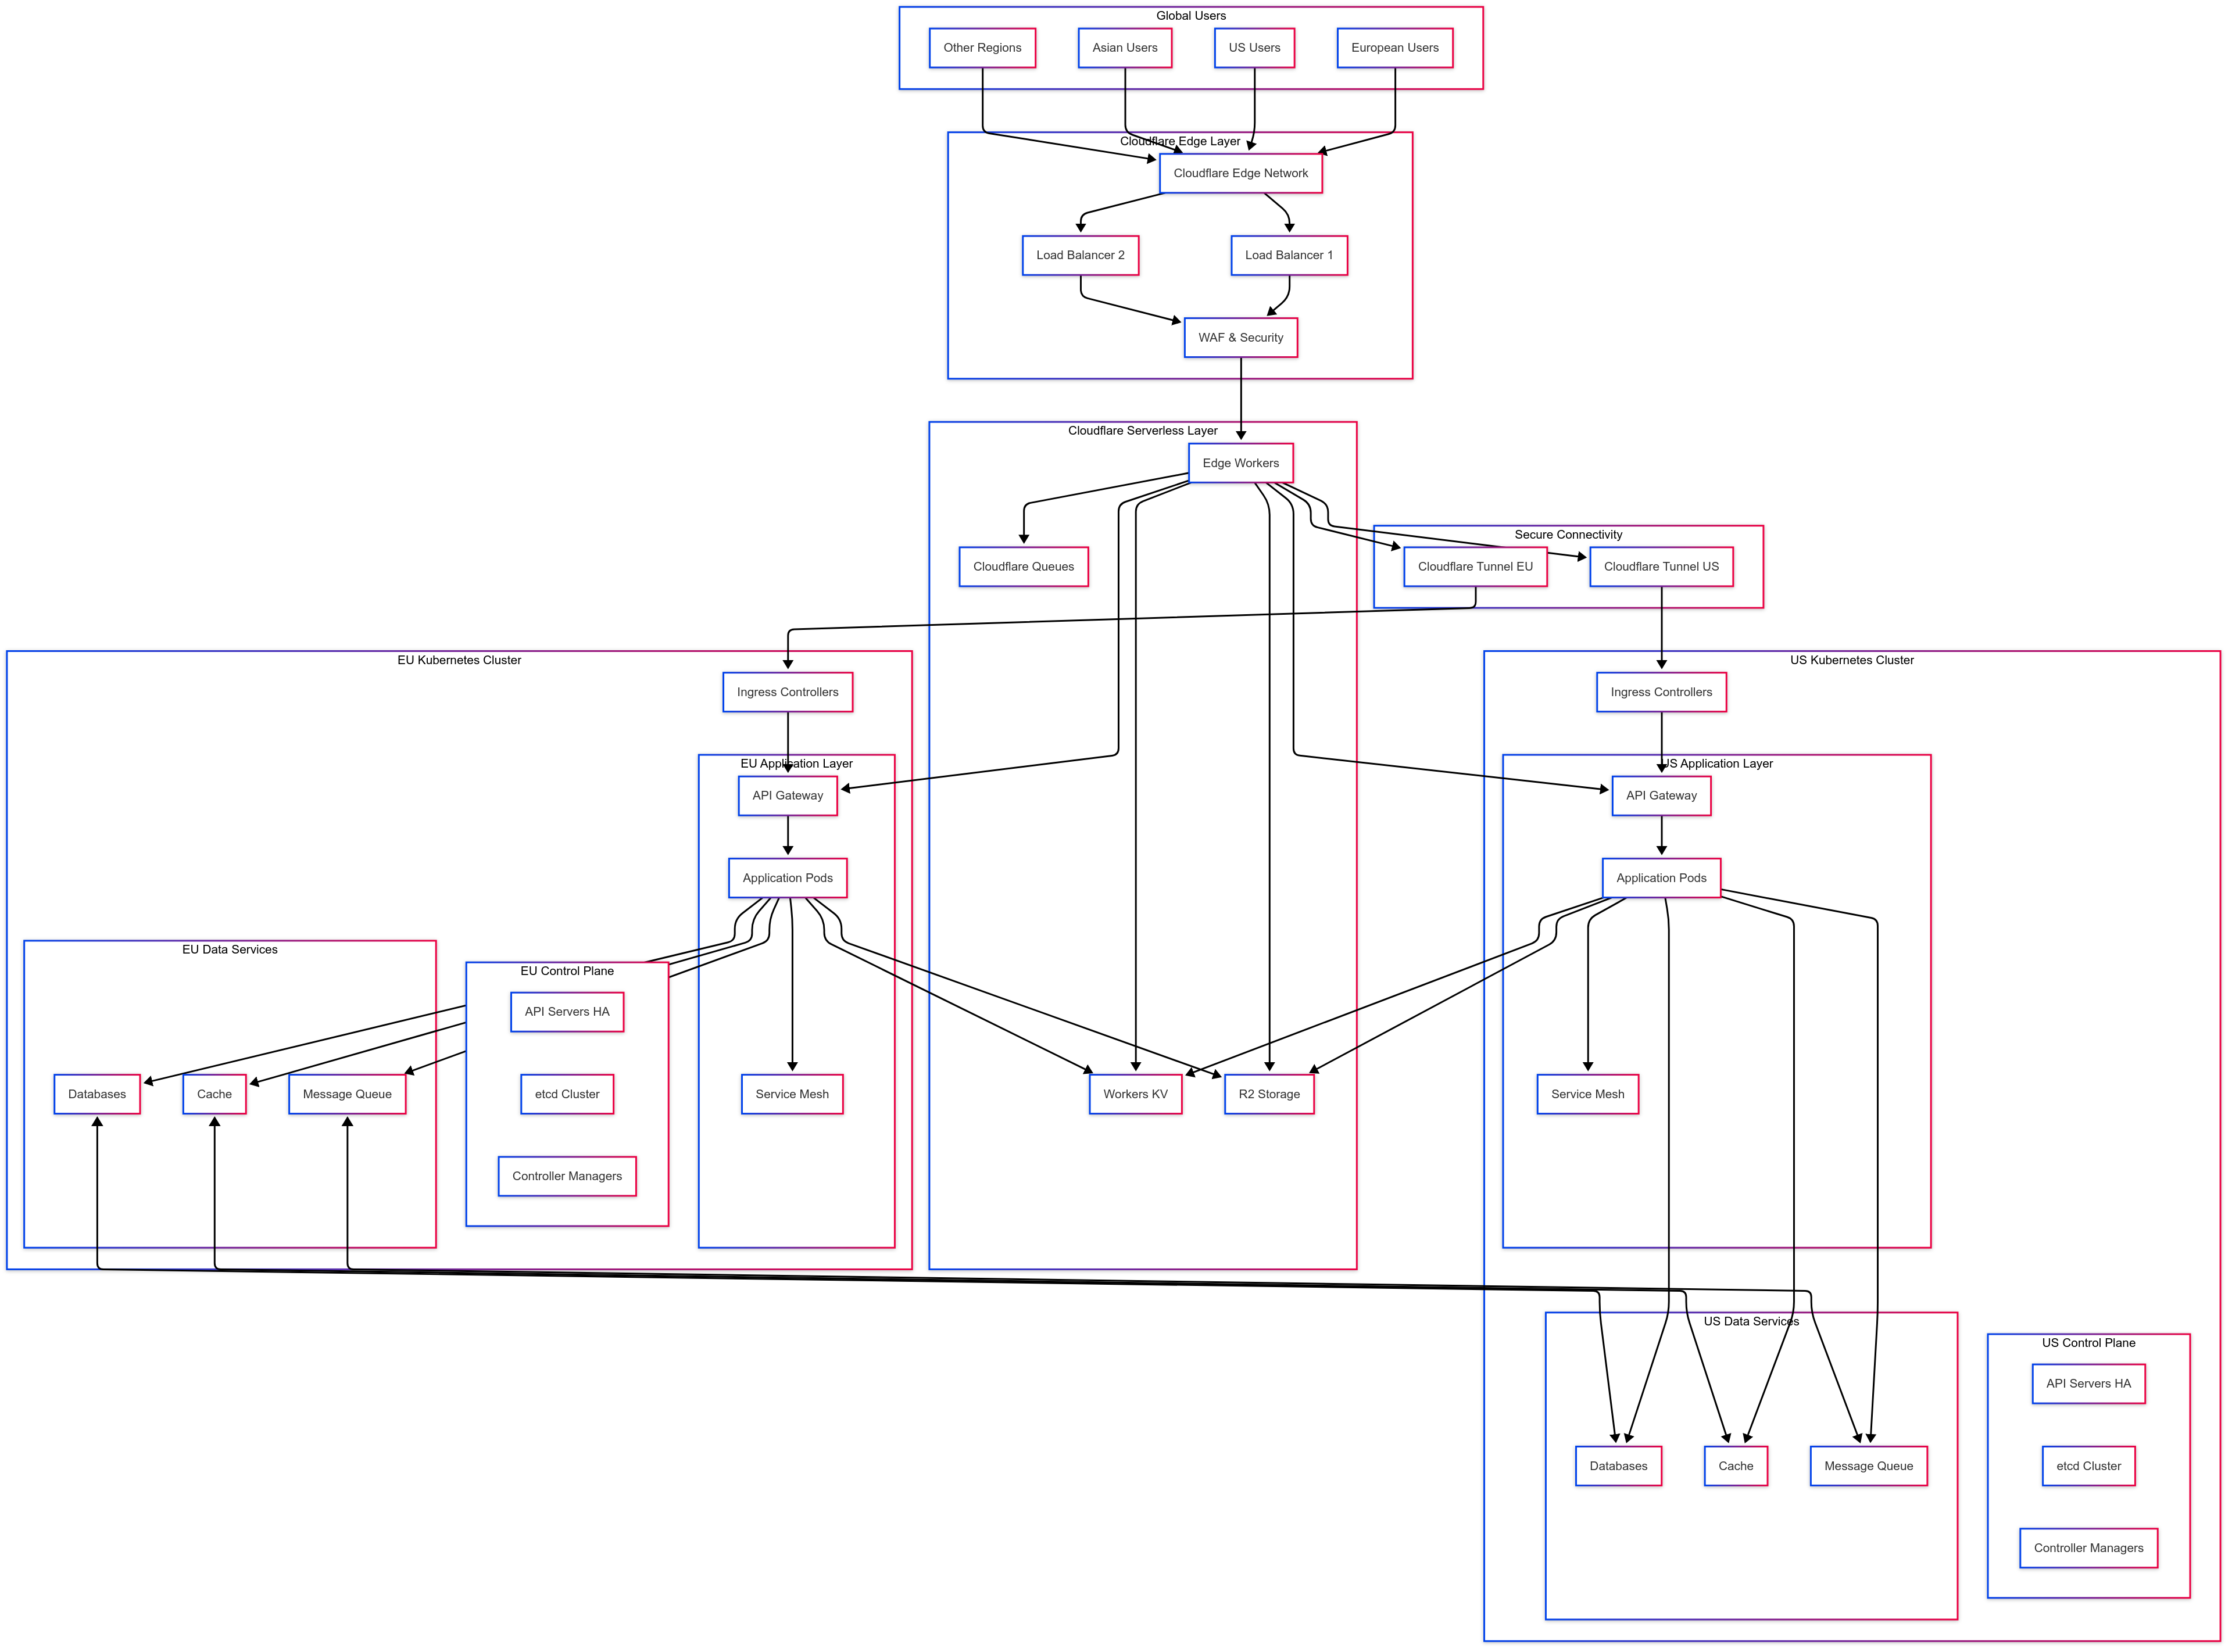 Global Users
Other Regions
Asian Users
US Users
European Users
Cloudflare Edge Layer
Cloudflare Edge Network
Load Balancer 2
Load Balancer 1
WAF & Security
Cloudflare Serverless Layer
Edge Workers
Secure Connectivity
Cloudflare Queues
Cloudflare Tunnel EU
Cloudflare Tunnel US
EU Kubernetes Cluster
US Kubernetes Cluster
Ingress Controllers
Ingress Controllers
EU Application Layer
US Application Layer
API Gateway
API Gateway
Application Pods
Application Pods
EU Data Services
EU Control Plane
API Servers HA
Databases
Cache
Message Queue
etcd Cluster
Service Mesh
Workers KV
R2 Storage
Service Mesh
Controller Managers
US Data Services
US Control Plane
API Servers HA
Databases
Cache
Message Queue
etcd Cluster
Controller Managers